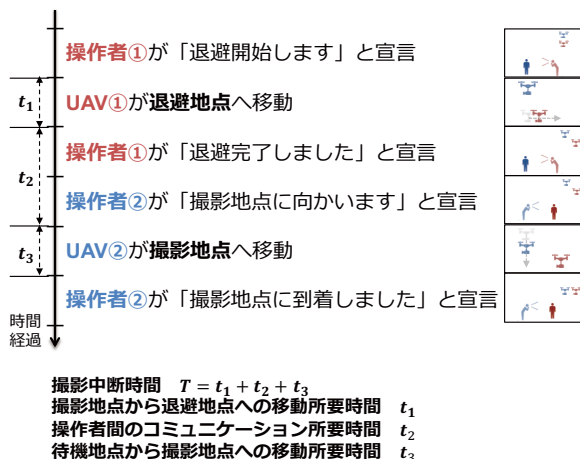 操作者①が「退避開始します」と宣言
t₁
UAV①が退避地点へ移動
操作者①が「退避完了しました」と宣言
t₂
操作者②が「撮影地点に向かいます」と宣言
t₃
UAV②が撮影地点へ移動
操作者②が「撮影地点に到着しました」と宣言
時間
経過
撮影中断時間 T = t₁ + t₂ + t₃
撮影地点から退避地点への移動所要時間 t₁
操作者間のコミュニケーション所要時間 t₂
待機地点から撮影地点への移動所要時間 t₃